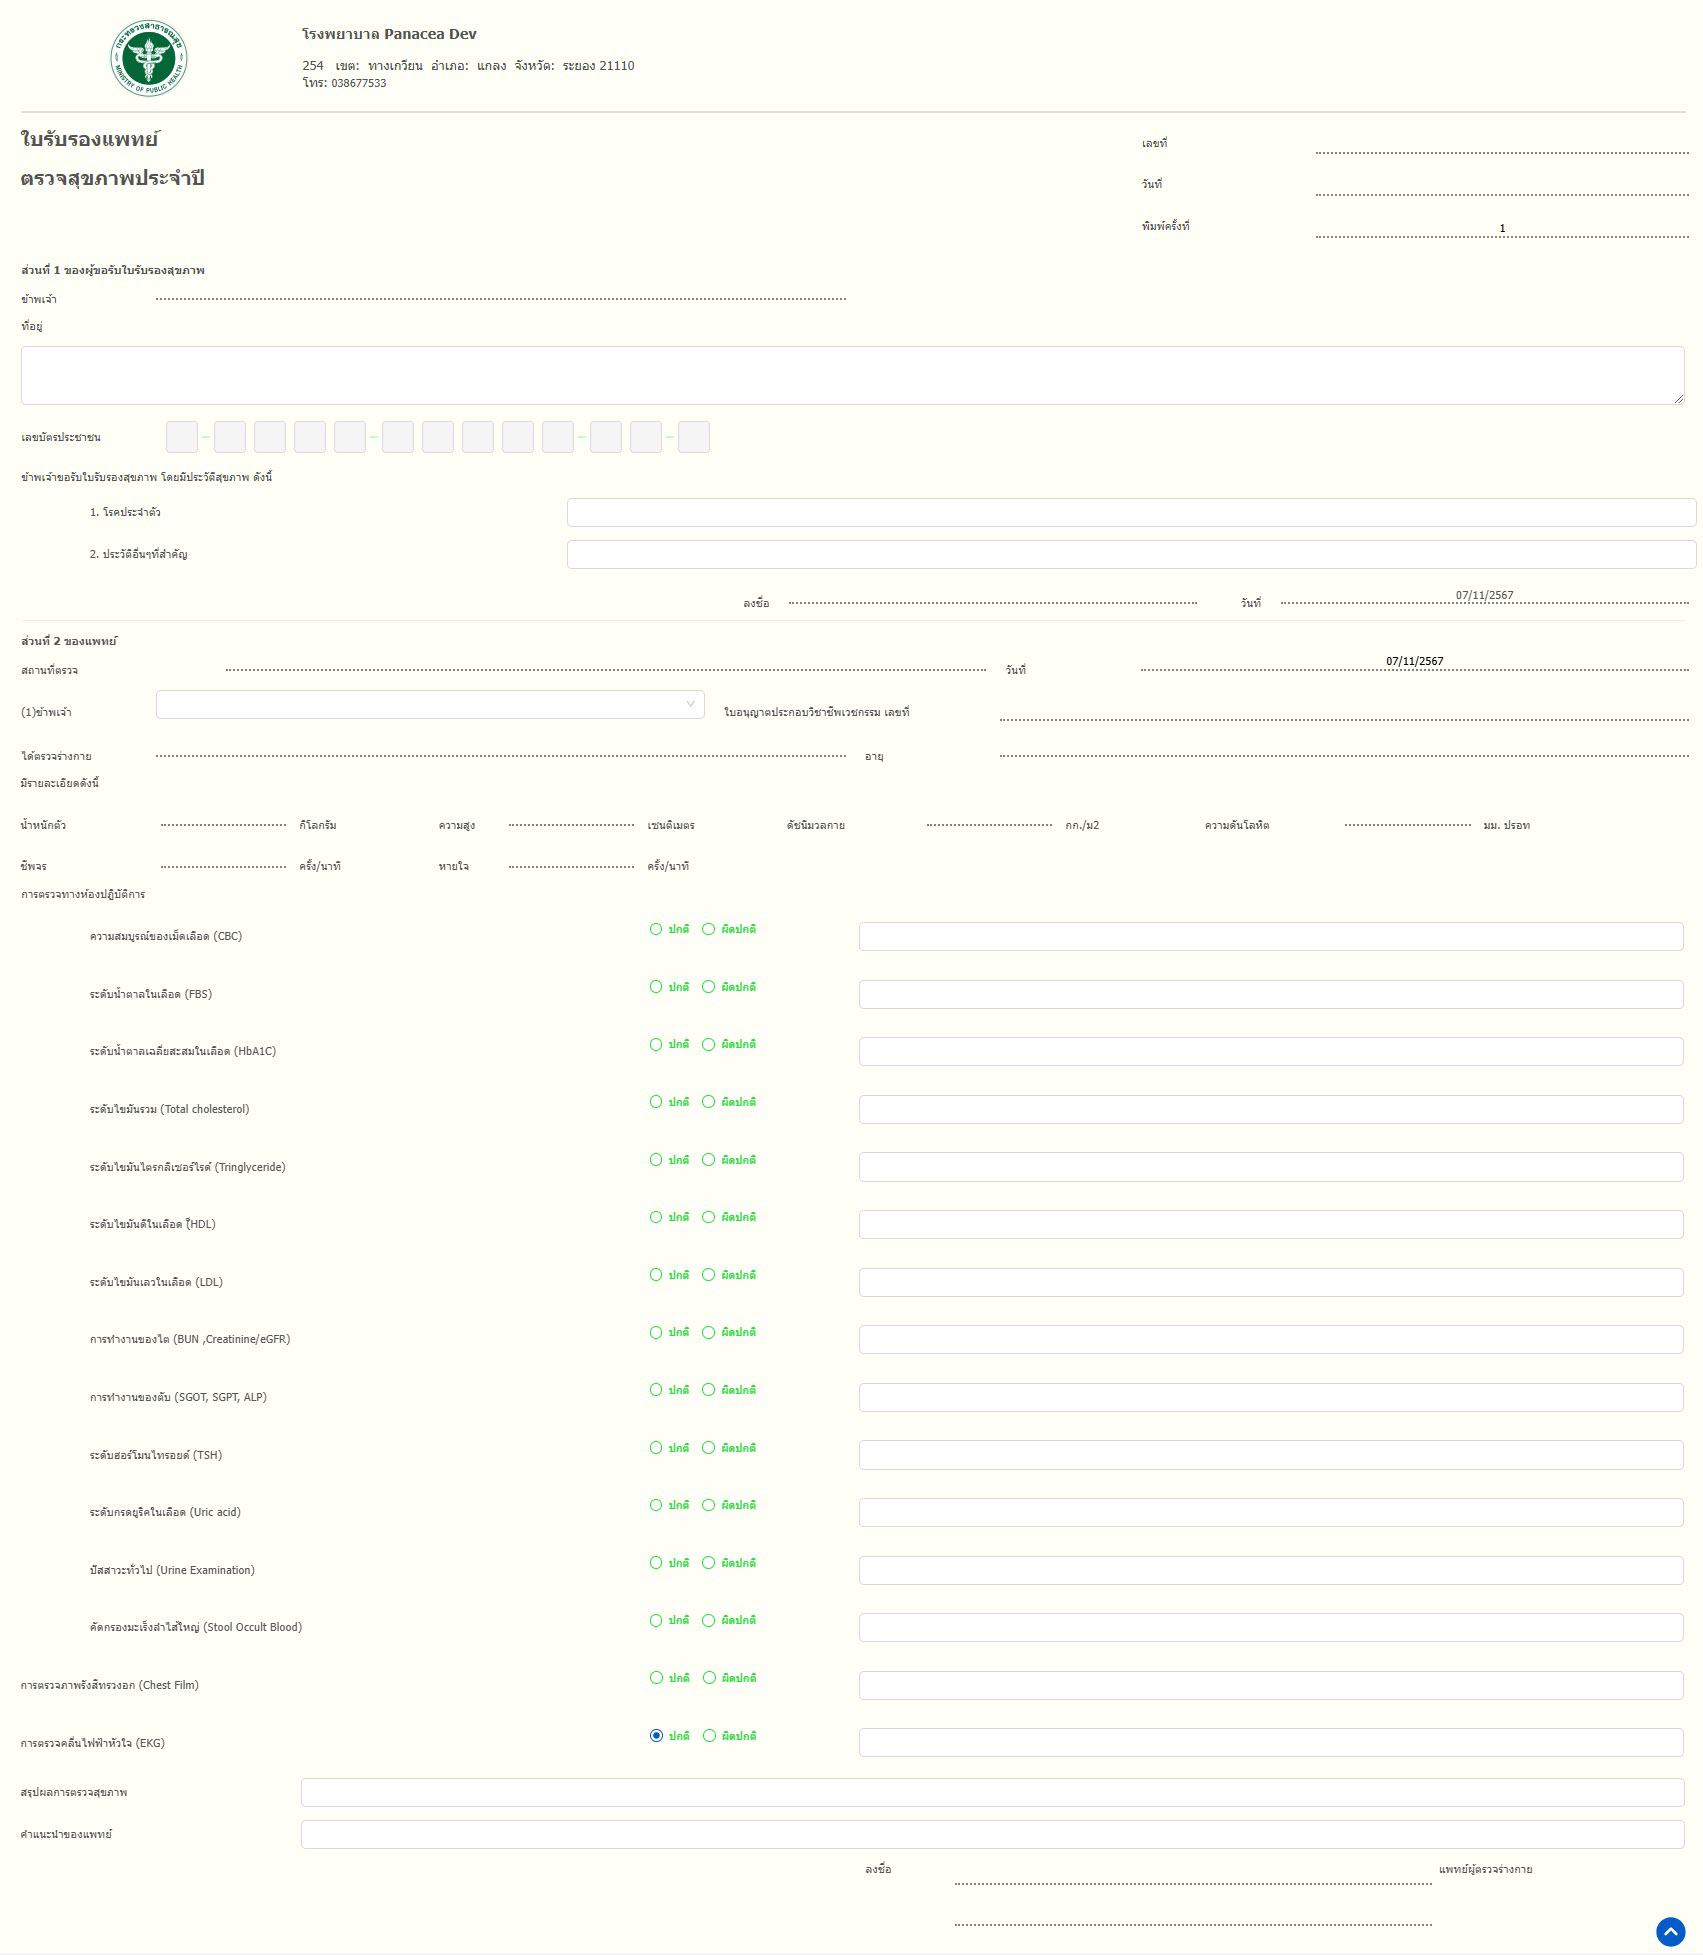 กระทรวงสาธารณสุข
MINISTRY OF PUBLIC HEALTH
โรงพยาบาล Panacea Dev
254 เขต: ทางเกวียน อำเภอ: แกลง จังหวัด: ระยอง 21110
โทร: 038677533
ใบรับรองแพทย์
ตรวจสุขภาพประจำปี
เลขที่
วันที่
พิมพ์ครั้งที่ 1
ส่วนที่ 1 ของผู้ขอรับใบรับรองสุขภาพ
ข้าพเจ้า
ที่อยู่
เลขบัตรประชาชน – – – –
ข้าพเจ้าขอรับใบรับรองสุขภาพ โดยมีประวัติสุขภาพ ดังนี้
1. โรคประจำตัว
2. ประวัติอื่นๆที่สำคัญ
ลงชื่อ วันที่ 07/11/2567
ส่วนที่ 2 ของแพทย์
สถานที่ตรวจ วันที่ 07/11/2567
(1)ข้าพเจ้า ใบอนุญาตประกอบวิชาชีพเวชกรรม เลขที่
ได้ตรวจร่างกาย อายุ
มีรายละเอียดดังนี้
น้ำหนักตัว กิโลกรัม ความสูง เซนติเมตร ดัชนีมวลกาย กก./ม2 ความดันโลหิต มม. ปรอท
ชีพจร ครั้ง/นาที หายใจ ครั้ง/นาที
การตรวจทางห้องปฏิบัติการ
ความสมบูรณ์ของเม็ดเลือด (CBC) ปกติ ผิดปกติ
ระดับน้ำตาลในเลือด (FBS) ปกติ ผิดปกติ
ระดับน้ำตาลเฉลี่ยสะสมในเลือด (HbA1C) ปกติ ผิดปกติ
ระดับไขมันรวม (Total cholesterol) ปกติ ผิดปกติ
ระดับไขมันไตรกลีเซอร์ไรด์ (Tringlyceride) ปกติ ผิดปกติ
ระดับไขมันดีในเลือด (ํHDL) ปกติ ผิดปกติ
ระดับไขมันเลวในเลือด (LDL) ปกติ ผิดปกติ
การทำงานของไต (BUN ,Creatinine/eGFR) ปกติ ผิดปกติ
การทำงานของตับ (SGOT, SGPT, ALP) ปกติ ผิดปกติ
ระดับฮอร์โมนไทรอยด์ (TSH) ปกติ ผิดปกติ
ระดับกรดยูริคในเลือด (Uric acid) ปกติ ผิดปกติ
ปัสสาวะทั่วไป (Urine Examination) ปกติ ผิดปกติ
คัดกรองมะเร็งลำไส้ใหญ่ (Stool Occult Blood) ปกติ ผิดปกติ
การตรวจภาพรังสีทรวงอก (Chest Film) ปกติ ผิดปกติ
การตรวจคลื่นไฟฟ้าหัวใจ (EKG) ปกติ ผิดปกติ
สรุปผลการตรวจสุขภาพ
คำแนะนำของแพทย์
ลงชื่อ แพทย์ผู้ตรวจร่างกาย